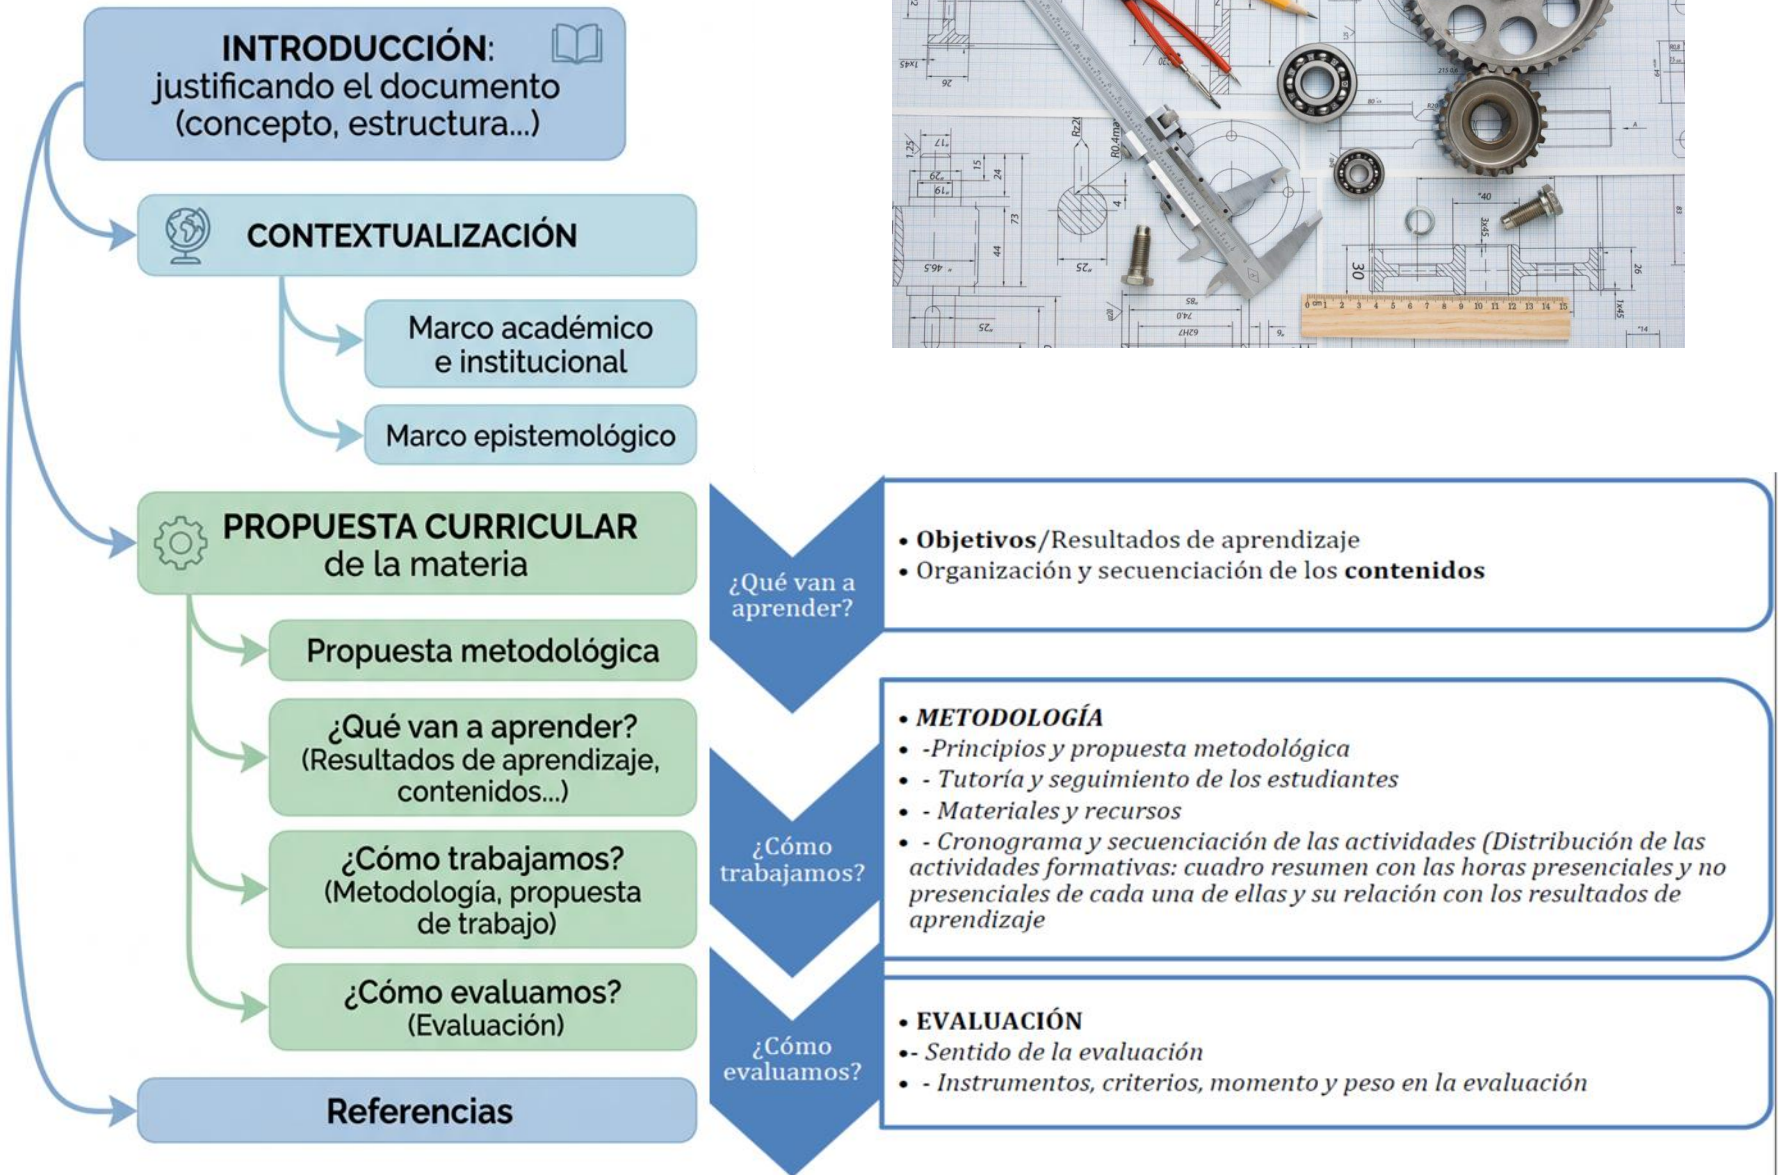 INTRODUCCIÓN:
justificando el documento
(concepto, estructura...)
CONTEXTUALIZACIÓN
Marco académico
e institucional
Marco epistemológico
PROPUESTA CURRICULAR
de la materia
Propuesta metodológica
¿Qué van a aprender?
(Resultados de aprendizaje,
contenidos...)
¿Cómo trabajamos?
(Metodología, propuesta
de trabajo)
¿Cómo evaluamos?
(Evaluación)
Referencias
¿Qué van a
aprender?
• Objetivos/Resultados de aprendizaje
• Organización y secuenciación de los contenidos
¿Cómo
trabajamos?
• METODOLOGÍA
• -Principios y propuesta metodológica
• - Tutoría y seguimiento de los estudiantes
• - Materiales y recursos
• - Cronograma y secuenciación de las actividades (Distribución de las
actividades formativas: cuadro resumen con las horas presenciales y no
presenciales de cada una de ellas y su relación con los resultados de
aprendizaje
¿Cómo
evaluamos?
• EVALUACIÓN
•- Sentido de la evaluación
• - Instrumentos, criterios, momento y peso en la evaluación